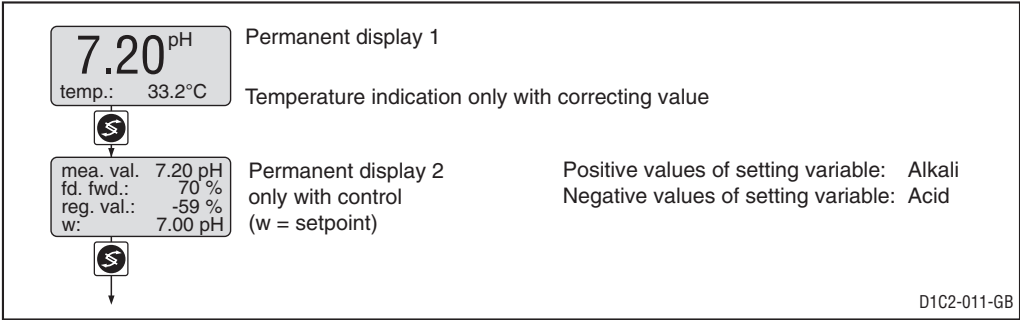 7.20 pH
temp.: 33.2°C
Permanent display 1
Temperature indication only with correcting value
mea. val. 7.20 pH
fd. fwd.: 70 %
reg. val.: -59 %
w: 7.00 pH
Permanent display 2
only with control
(w = setpoint)
Positive values of setting variable: Alkali
Negative values of setting variable: Acid
D1C2-011-GB